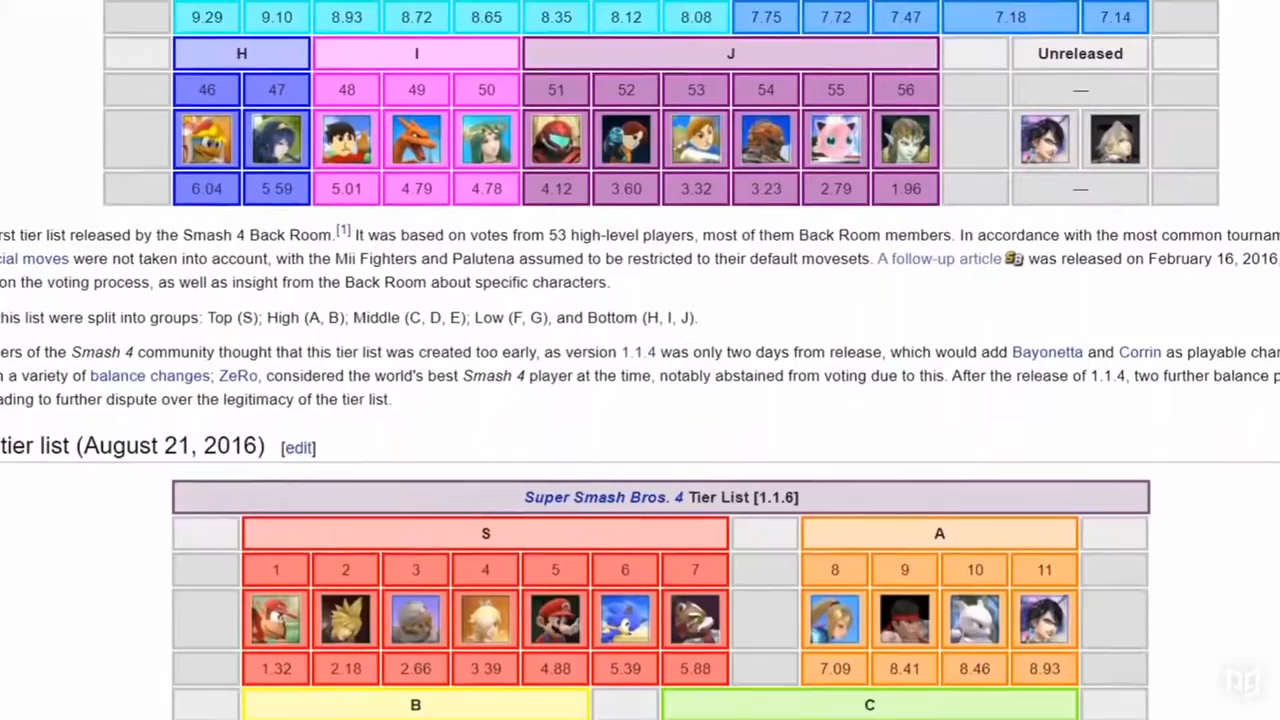 9.29 9.10 8.93 8.72 8.65 8.35 8.12 8.08 7.75 7.72 7.47 7.18 7.14
H I J Unreleased
46 47 48 49 50 51 52 53 54 55 56 —
6.04 5.59 5.01 4.79 4.78 4.12 3.60 3.32 3.23 2.79 1.96 —
rst tier list released by the Smash 4 Back Room.[1] It was based on votes from 53 high-level players, most of them Back Room members. In accordance with the most common tournam
cial moves were not taken into account, with the Mii Fighters and Palutena assumed to be restricted to their default movesets. A follow-up article was released on February 16, 2016,
on the voting process, as well as insight from the Back Room about specific characters.
this list were split into groups: Top (S); High (A, B); Middle (C, D, E); Low (F, G), and Bottom (H, I, J).
ers of the Smash 4 community thought that this tier list was created too early, as version 1.1.4 was only two days from release, which would add Bayonetta and Corrin as playable char
n a variety of balance changes; ZeRo, considered the world's best Smash 4 player at the time, notably abstained from voting due to this. After the release of 1.1.4, two further balance p
ading to further dispute over the legitimacy of the tier list.
tier list (August 21, 2016) [edit]
Super Smash Bros. 4 Tier List [1.1.6]
S A
1 2 3 4 5 6 7 8 9 10 11
1.32 2.18 2.66 3.39 4.88 5.39 5.88 7.09 8.41 8.46 8.93
B C